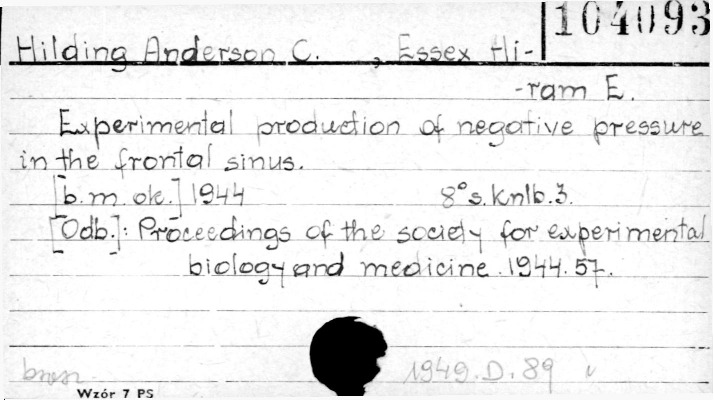 104093
Hilding Anderson C. , Essex Hi-
-ram E.
Experimental production of negative pressure
in the frontal sinus.
[b.m. ok.] 1944 8° s. Knlb. 3.
[Odb.]: Proceedings of the society for experimental
biology and medicine. 1944. 57.
1949. D. 89
Wzór 7 PS